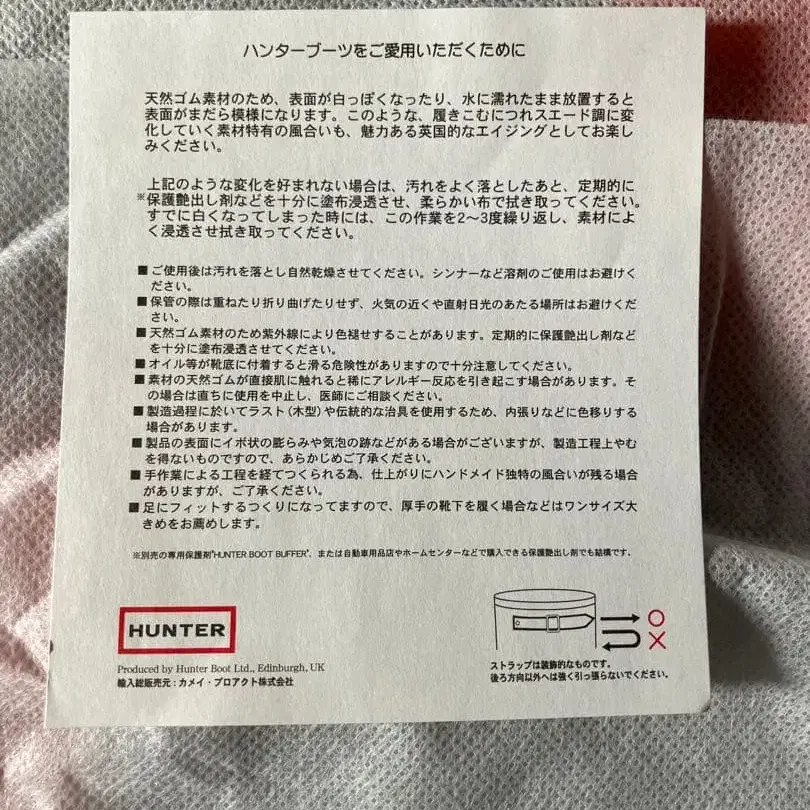 ハンターブーツをご愛用いただくために
天然ゴム素材のため、表面が白っぽくなったり、水に濡れたまま放置すると
表面がまだら模様になります。このような、履きこむにつれスエード調に変
化していく素材特有の風合いも、魅力ある英国的なエイジングとしてお楽し
みください。
上記のような変化を好まれない場合は、汚れをよく落としたあと、定期的に
※保護艶出し剤などを十分に塗布浸透させ、柔らかい布で拭き取ってください。
すでに白くなってしまった時には、この作業を2〜3度繰り返し、素材によ
く浸透させ拭き取ってください。
■ご使用後は汚れを落とし自然乾燥させてください。シンナーなど溶剤のご使用はお避けく
ださい。
■保管の際は重ねたり折り曲げたりせず、火気の近くや直射日光のあたる場所はお避けくだ
さい。
■天然ゴム素材のため紫外線により色褪せすることがあります。定期的に保護艶出し剤など
を十分に塗布浸透させてください。
■オイル等が靴底に付着すると滑る危険性がありますので十分注意してください。
■素材の天然ゴムが直接肌に触れると稀にアレルギー反応を引き起こす場合があります。そ
の場合は直ちに使用を中止し、医師にご相談ください。
■製造過程に於いてラスト(木型)や伝統的な治具を使用するため、内張りなどに色移りする
場合があります。
■製品の表面にイボ状の膨らみや気泡の跡などがある場合がございますが、製造工程上やむ
を得ないものですので、あらかじめご了承ください。
■手作業による工程を経てつくられる為、仕上がりにハンドメイド独特の風合いが残る場合
がありますが、ご了承ください。
■足にフィットするつくりになってますので、厚手の靴下を履く場合などはワンサイズ大
きめをお薦めします。
※別売の専用保護剤"HUNTER BOOT BUFFER"、または自動車用品店やホームセンターなどで購入できる保護艶出し剤でも結構です。
HUNTER
Produced by Hunter Boot Ltd., Edinburgh, UK
輸入総販売元:カメイ・プロアクト株式会社
○
×
ストラップは装飾的なものです。
後ろ方向以外へは強く引っ張らないでください。